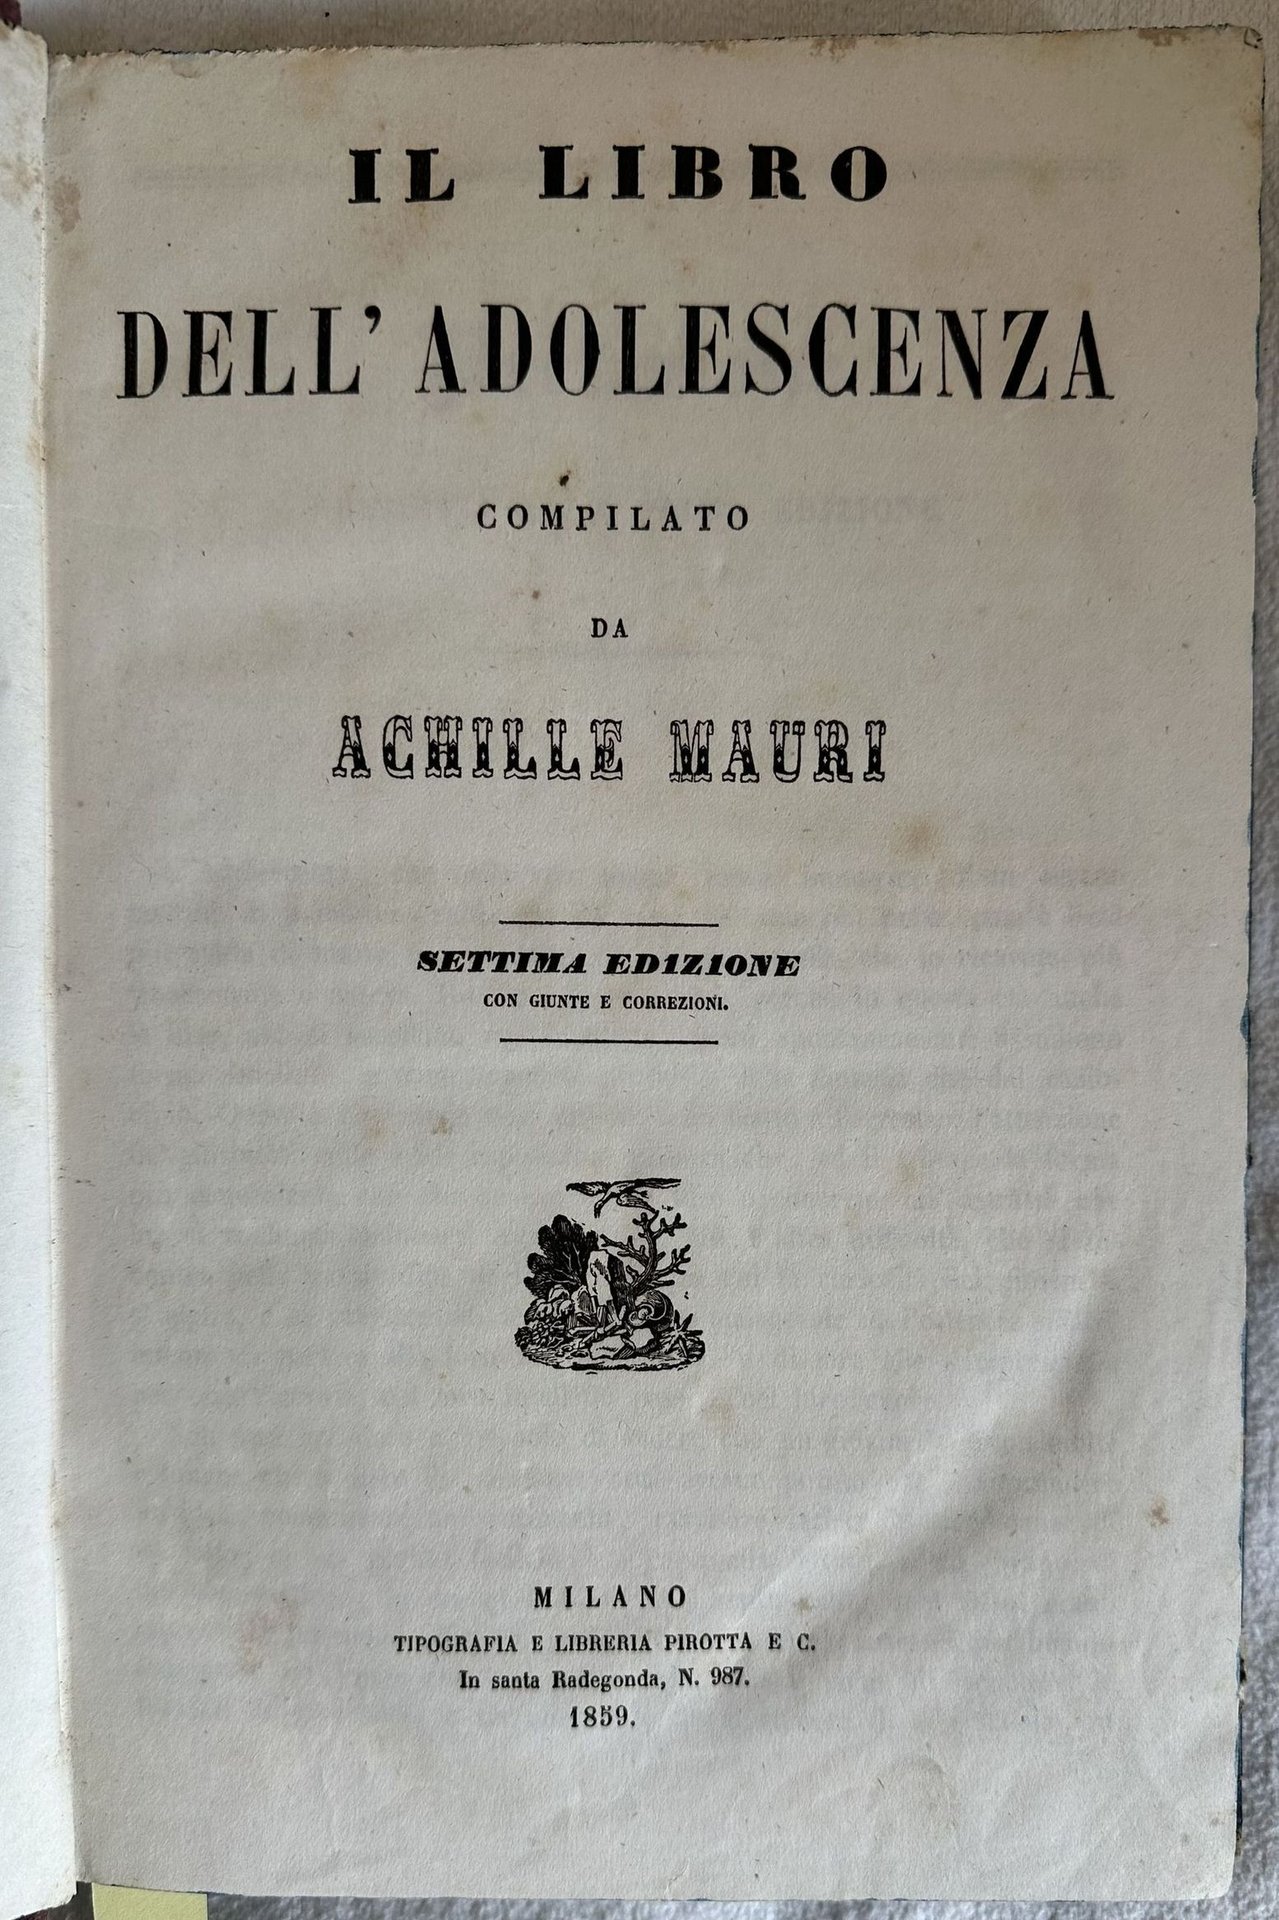 IL LIBRO
DELL' ADOLESCENZA
COMPILATO
DA
ACHILLE MAURI
SETTIMA EDIZIONE
CON GIUNTE E CORREZIONI.
MILANO
TIPOGRAFIA E LIBRERIA PIROTTA E C.
In santa Radegonda, N. 987.
1859.